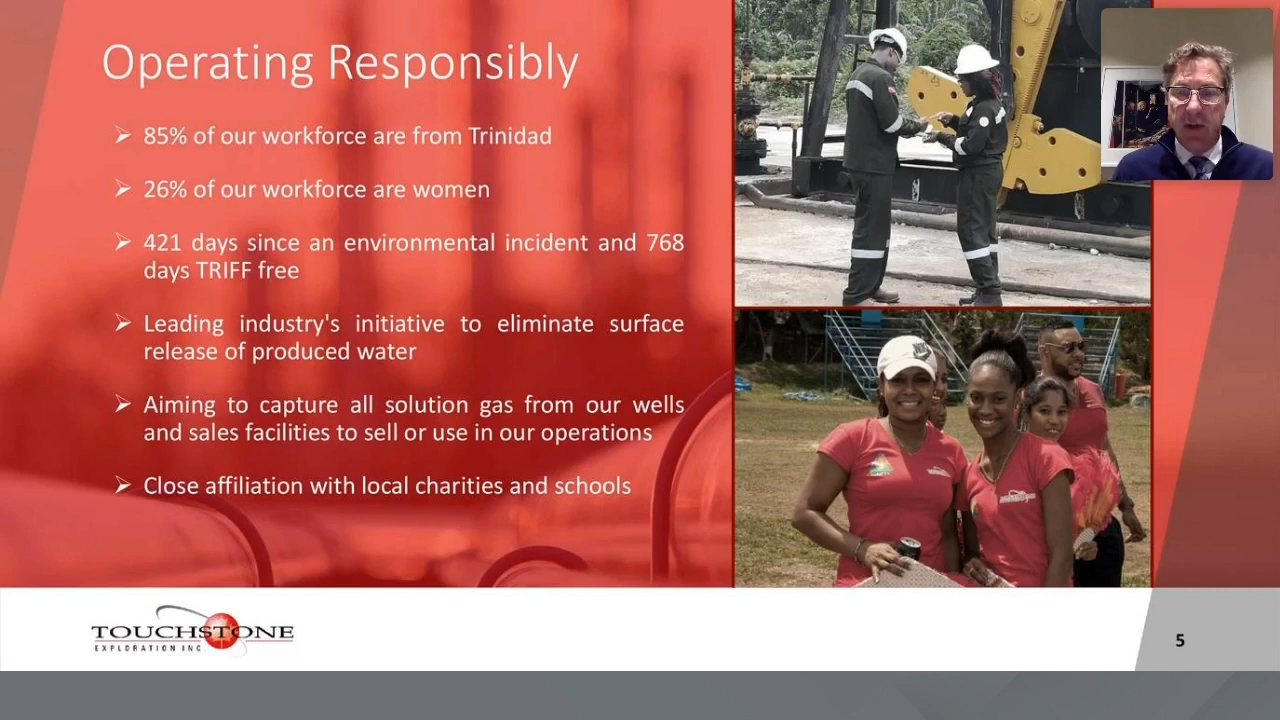 Operating Responsibly
85% of our workforce are from Trinidad
26% of our workforce are women
421 days since an environmental incident and 768
days TRIFF free
Leading industry's initiative to eliminate surface
release of produced water
Aiming to capture all solution gas from our wells
and sales facilities to sell or use in our operations
Close affiliation with local charities and schools
TOUCHSTONE
EXPLORATION INC.
5